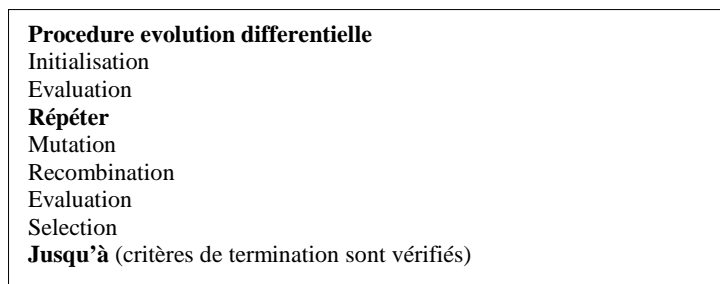 Procedure evolution differentielle
Initialisation
Evaluation
Répéter
Mutation
Recombination
Evaluation
Selection
Jusqu'à (critères de termination sont vérifiés)